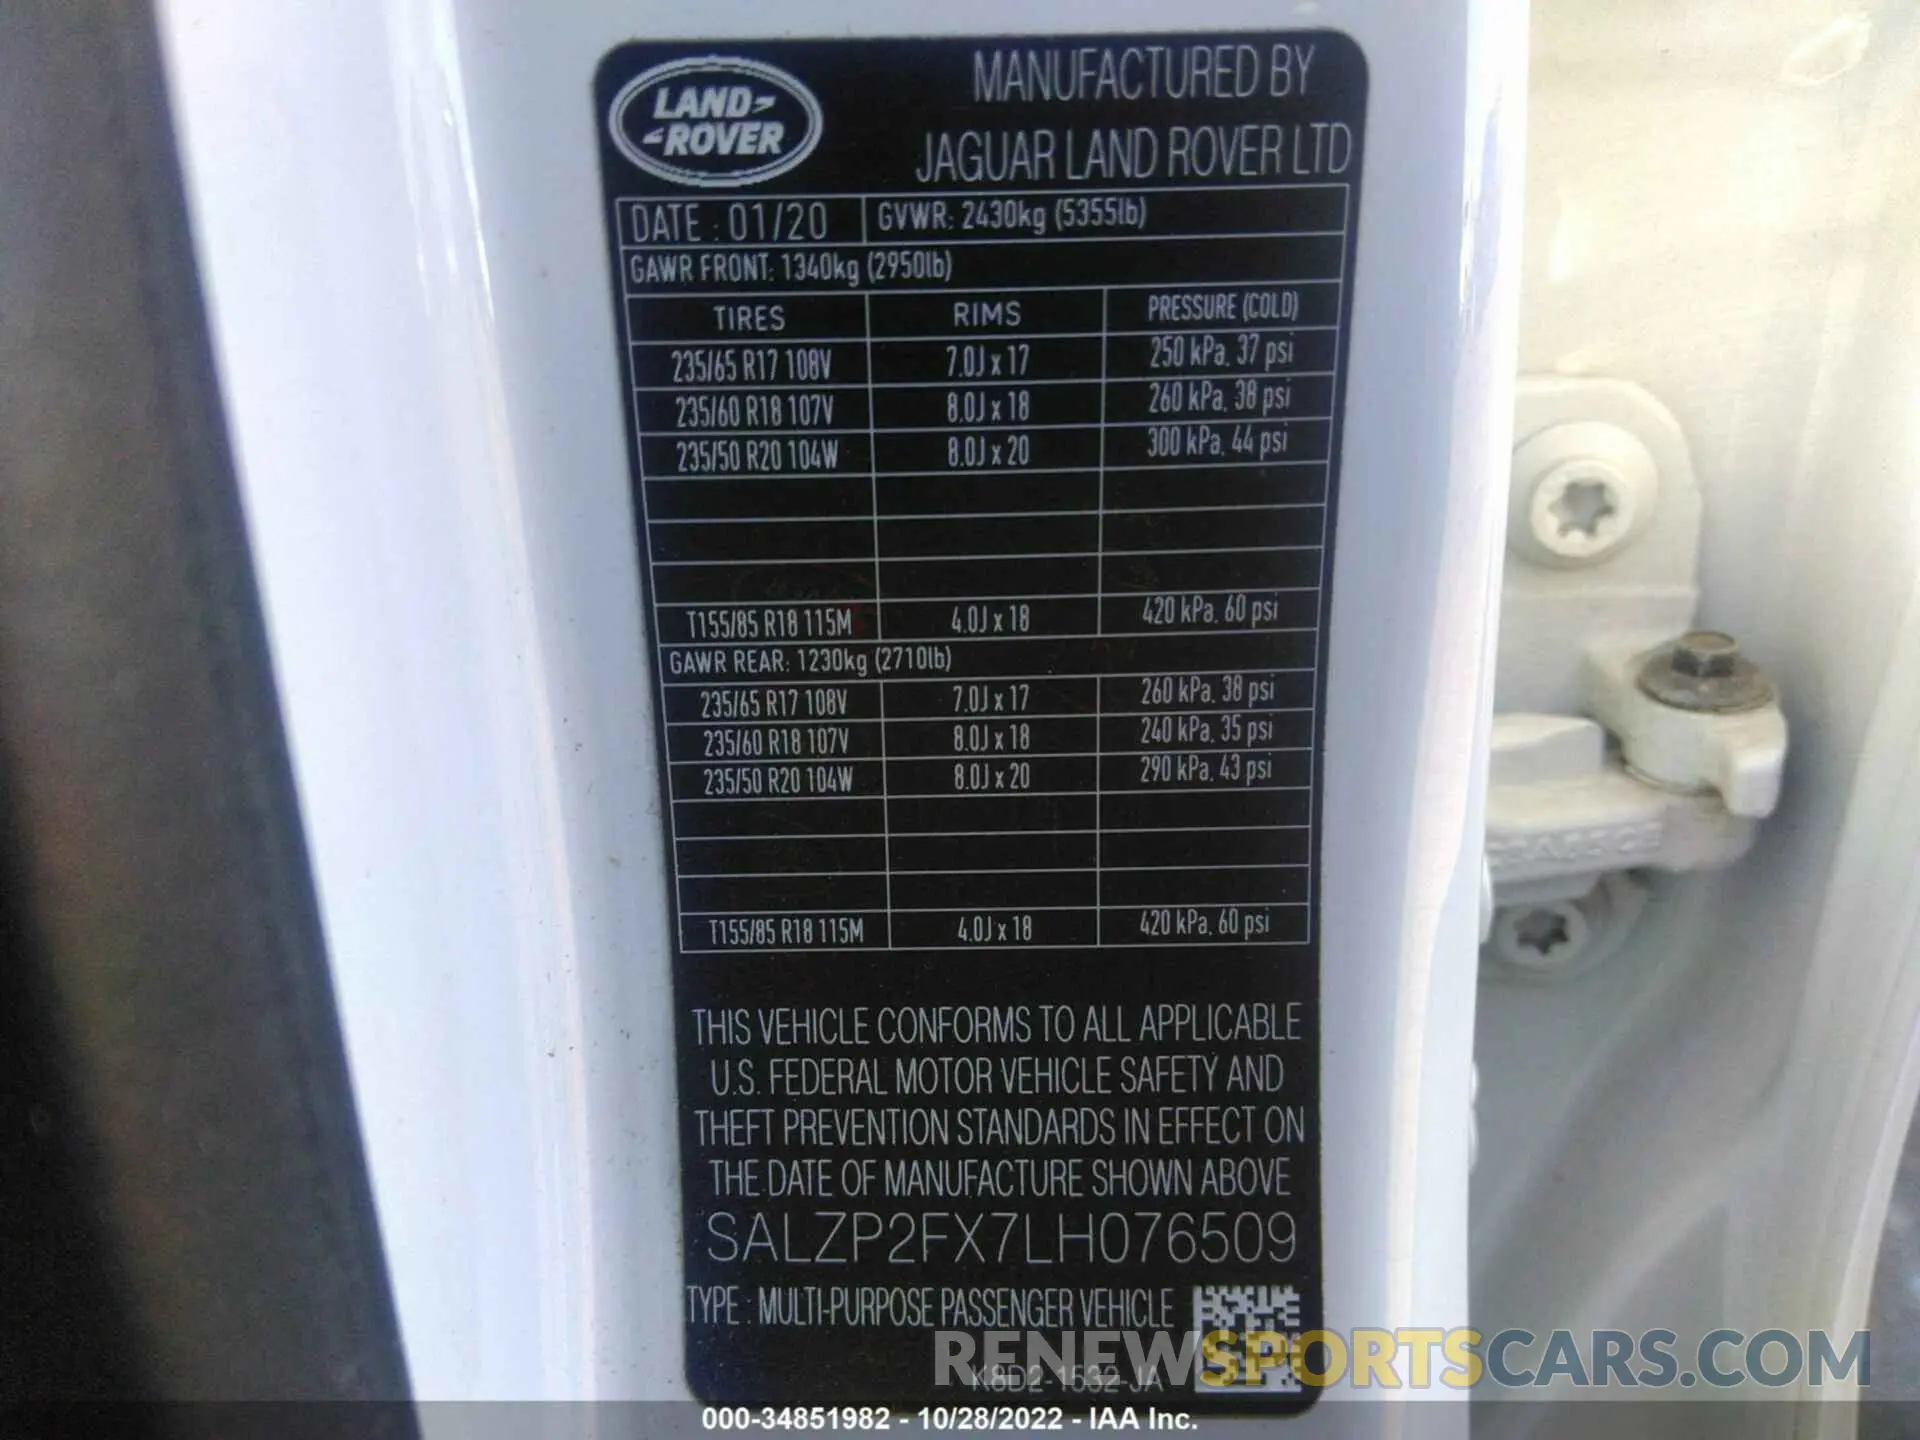 LAND-
-ROVER
MANUFACTURED BY
JAGUAR LAND ROVER LTD
DATE : 01/20 GVWR: 2430kg (5355lb)
GAWR FRONT: 1340kg (2950lb)
TIRES RIMS PRESSURE (COLD)
235/65 R17 108V 7.0J x 17 250 kPa, 37 psi
235/60 R18 107V 8.0J x 18 260 kPa, 38 psi
235/50 R20 104W 8.0J x 20 300 kPa, 44 psi
T155/85 R18 115M 4.0J x 18 420 kPa, 60 psi
GAWR REAR: 1230kg (2710lb)
235/65 R17 108V 7.0J x 17 260 kPa, 38 psi
235/60 R18 107V 8.0J x 18 240 kPa, 35 psi
235/50 R20 104W 8.0J x 20 290 kPa, 43 psi
T155/85 R18 115M 4.0J x 18 420 kPa, 60 psi
THIS VEHICLE CONFORMS TO ALL APPLICABLE
U.S. FEDERAL MOTOR VEHICLE SAFETY AND
THEFT PREVENTION STANDARDS IN EFFECT ON
THE DATE OF MANUFACTURE SHOWN ABOVE
SALZP2FX7LH076509
TYPE : MULTI-PURPOSE PASSENGER VEHICLE
K8D2-1532-JA
RENEWSPORTSCARS.COM
000-34851982 - 10/28/2022 - IAA Inc.